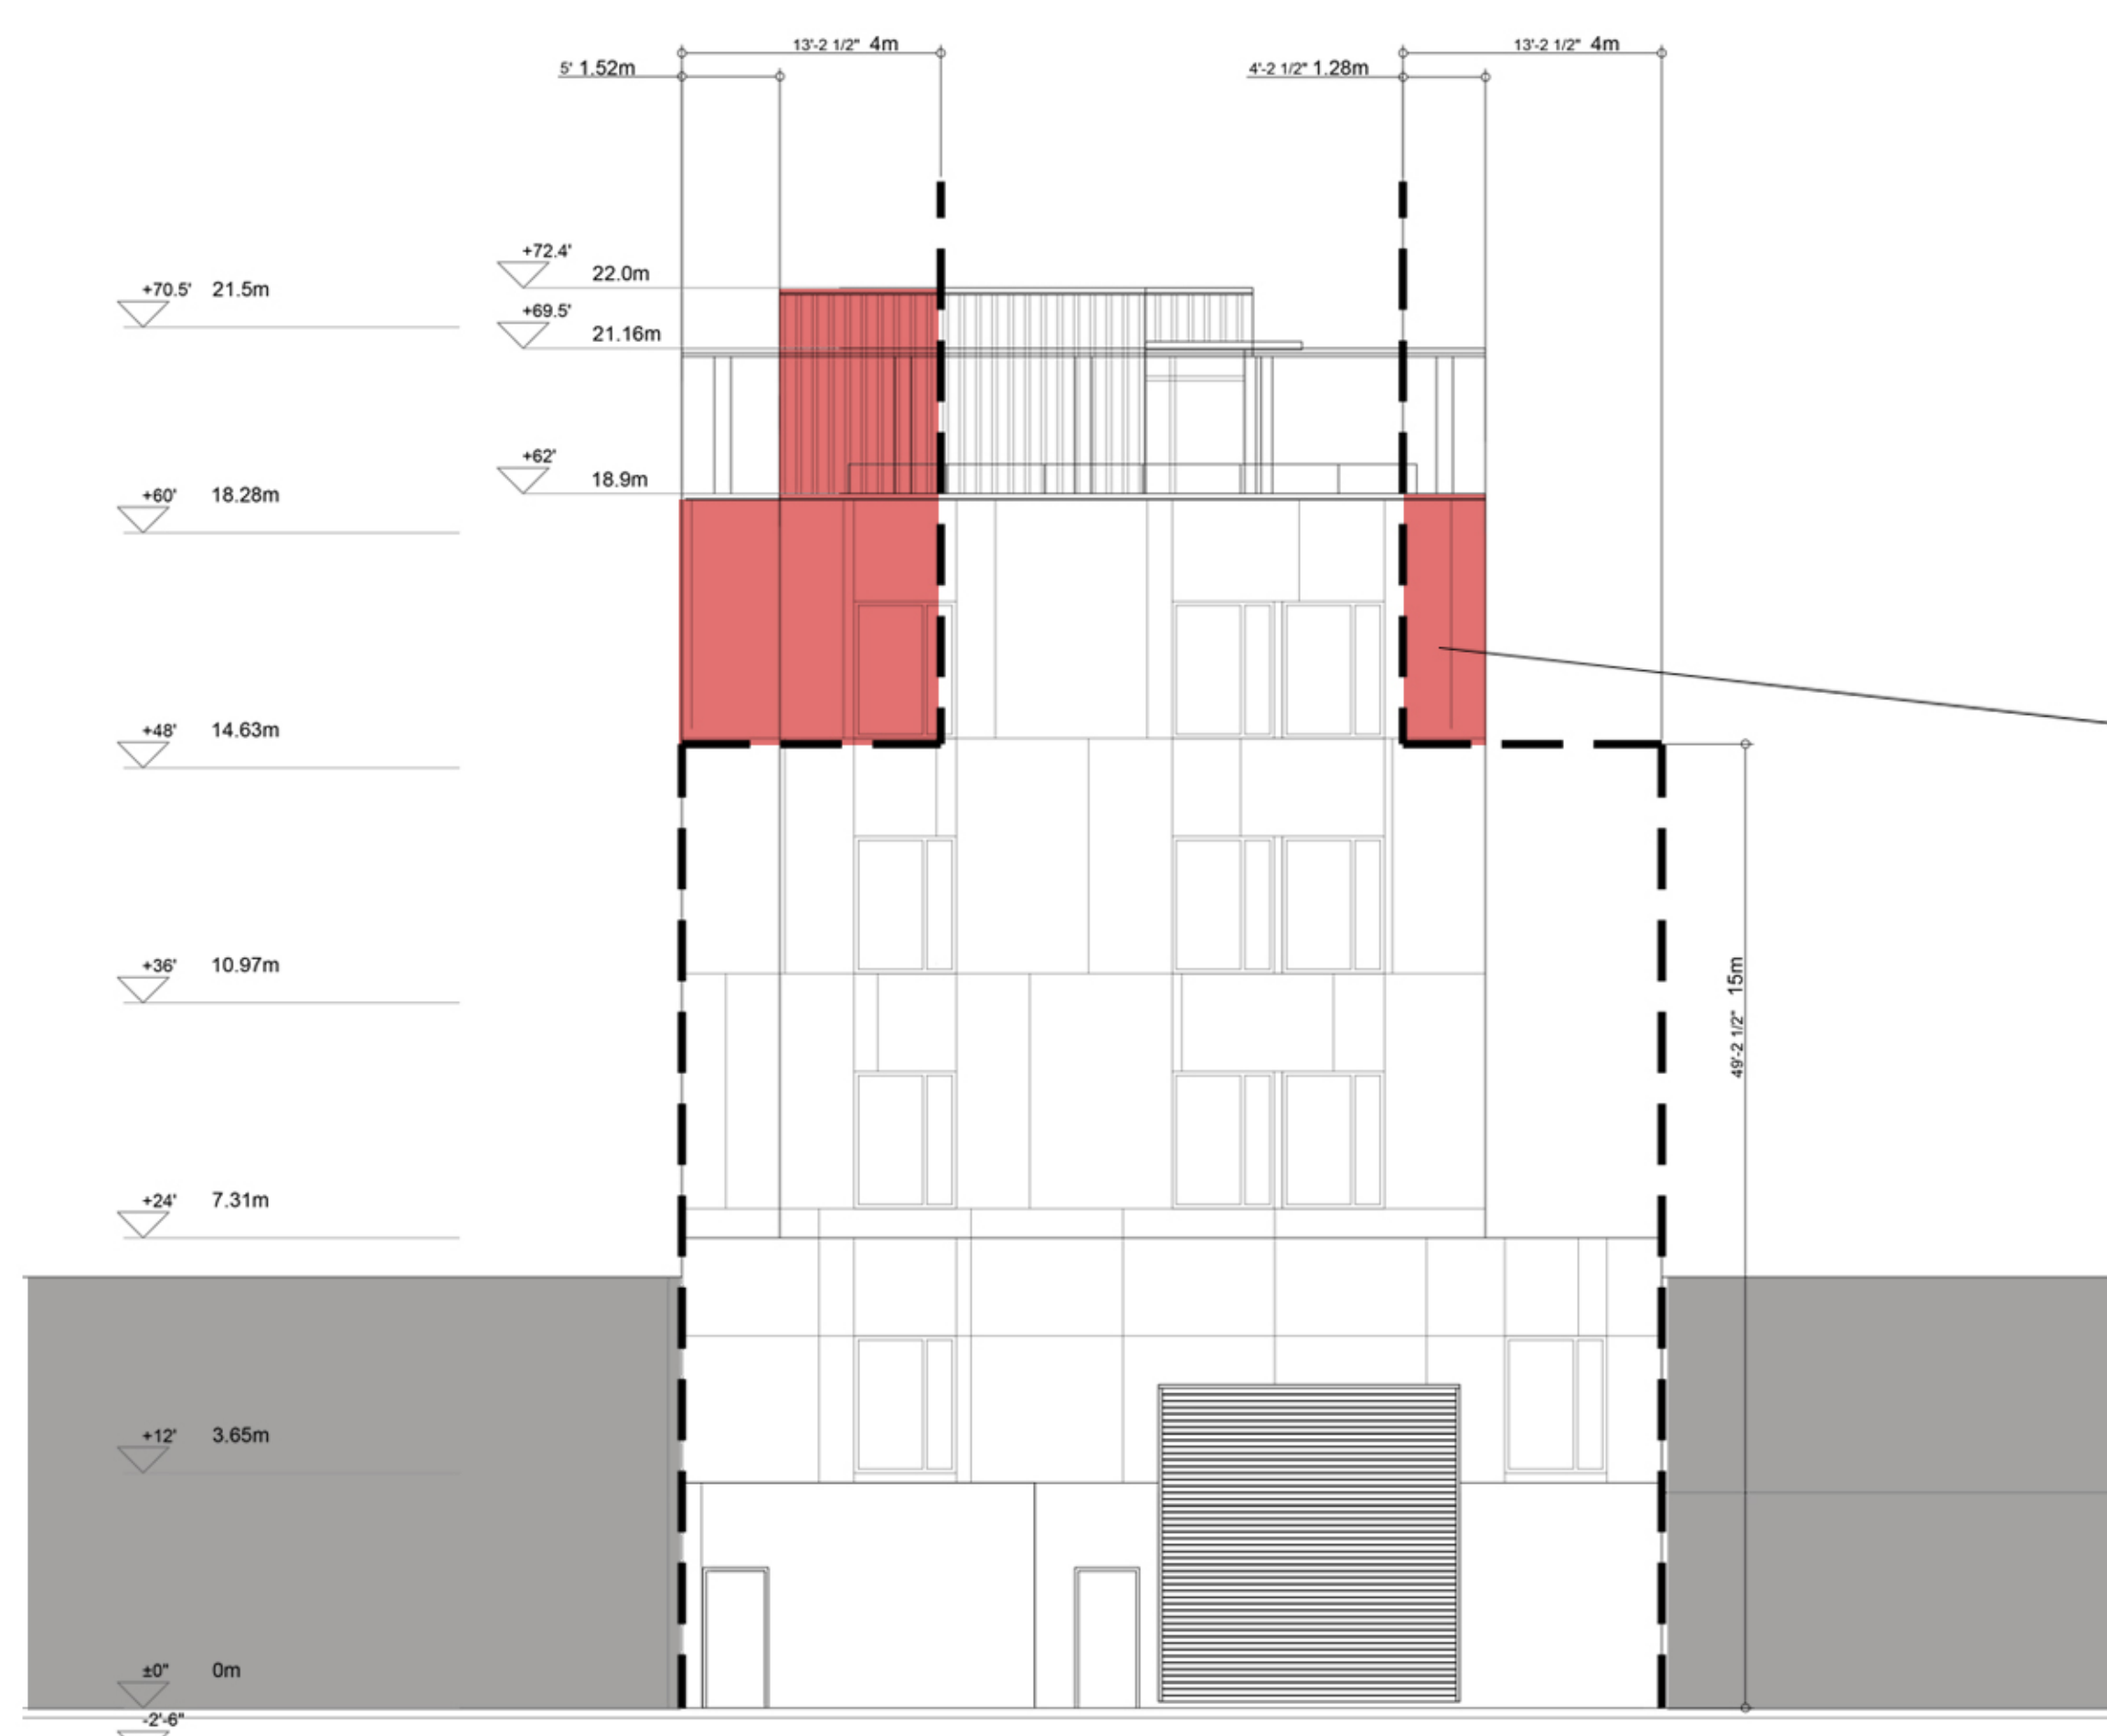 13'-2 1/2" 4m
13'-2 1/2" 4m
5' 1.52m
4'-2 1/2" 1.28m
+72.4'
22.0m
+70.5' 21.5m
+69.5'
21.16m
+62'
18.9m
+60' 18.28m
+48' 14.63m
+36' 10.97m
49'-2 1/2" 15m
+24' 7.31m
+12' 3.65m
±0" 0m
-2'-6"